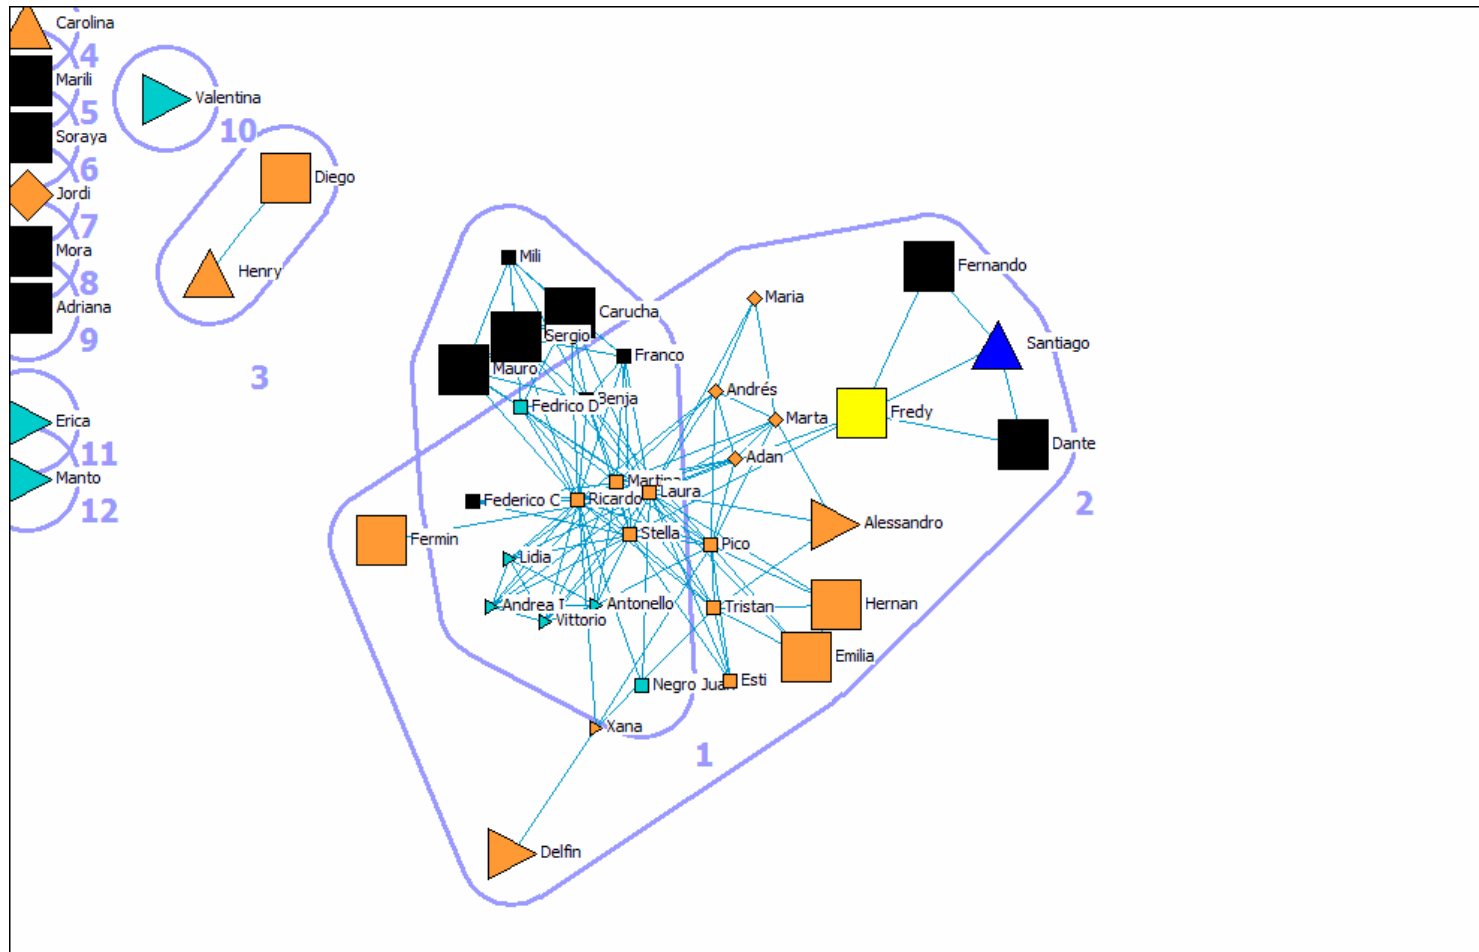 Carolina
4
Marili
5
Soraya
6
Jordi
7
Mora
8
Adriana
9
Erica
11
Manto
12
Valentina
10
Diego
Henry
3
Mili
Carucha
Sergio
Mauro
Franco
Benja
Fedrico D
Maria
Andrés
Marta
Adan
Fernando
Santiago
Fredy
Dante
2
Martina
Laura
Ricardo
Federico C
Stella
Pico
Fermin
Lidia
Andrea T
Antonello
Vittorio
Alessandro
Hernan
Tristan
Emilia
Negro Juan
Esti
Xana
1
Delfin